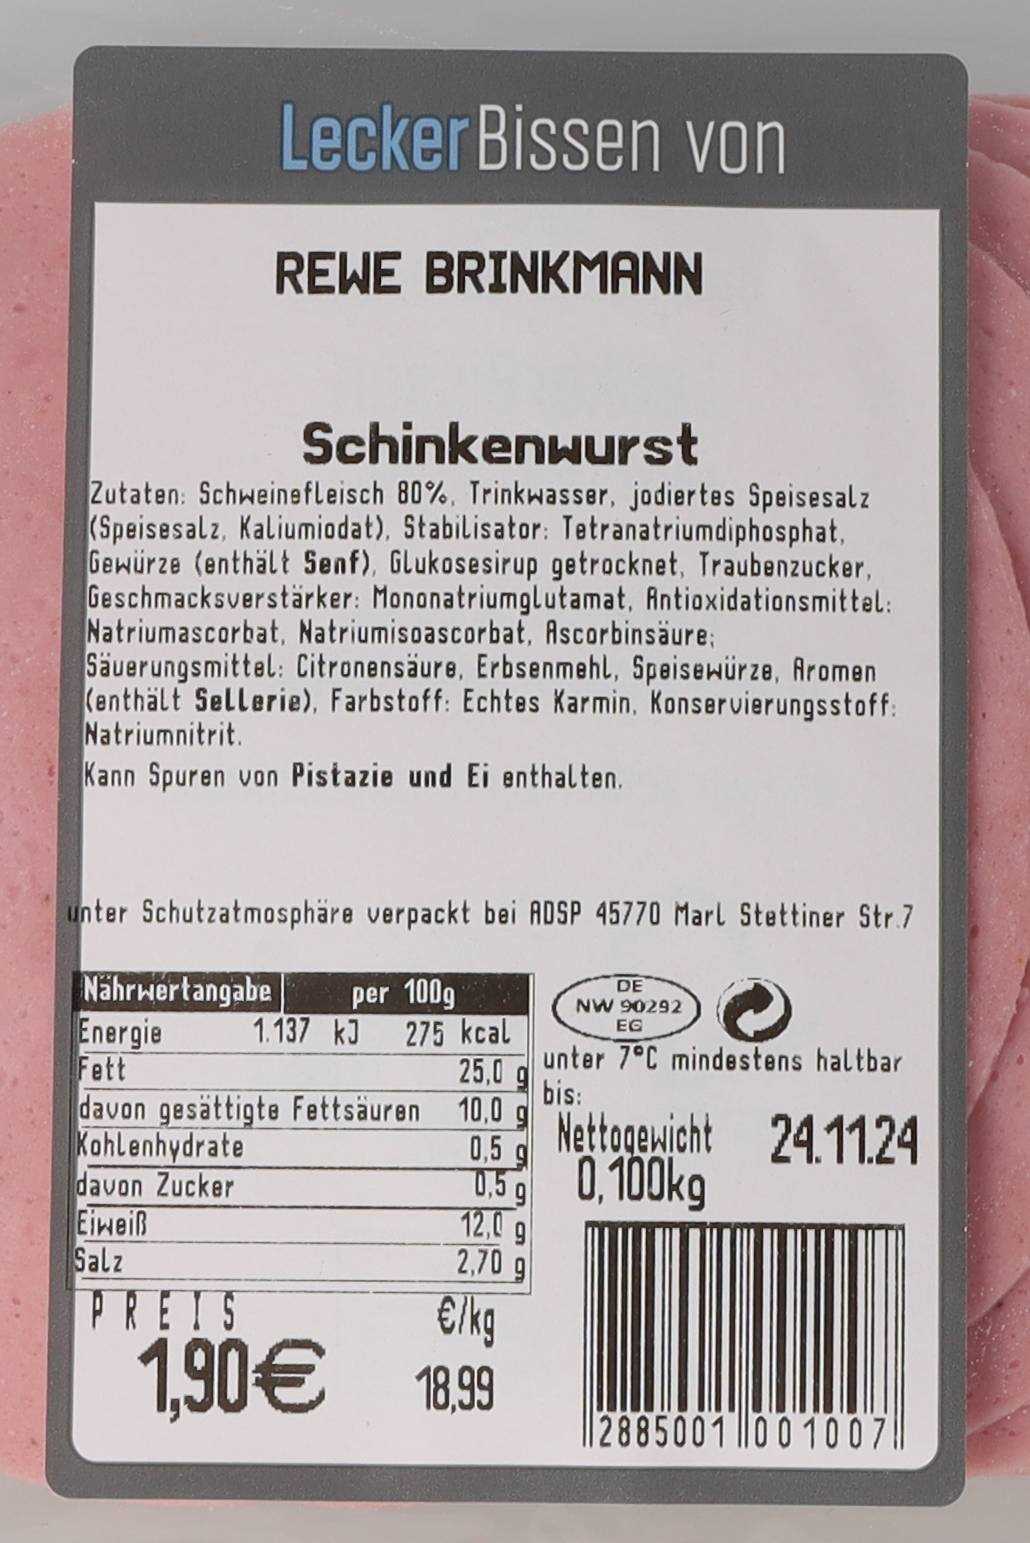 LeckerBissen von
REWE BRINKMANN
Schinkenwurst
Zutaten: Schweinefleisch 80%, Trinkwasser, jodiertes Speisesalz
(Speisesalz, Kaliumiodat), Stabilisator: Tetranatriumdiphosphat,
Gewürze (enthält Senf), Glukosesirup getrocknet, Traubenzucker,
Geschmacksverstärker: Mononatriumglutamat, Antioxidationsmittel:
Natriumascorbat, Natriumisoascorbat, Ascorbinsäure;
Säuerungsmittel: Citronensäure, Erbsenmehl, Speisewürze, Aromen
(enthält Sellerie), Farbstoff: Echtes Karmin, Konservierungsstoff:
Natriumnitrit.
Kann Spuren von Pistazie und Ei enthalten.
unter Schutzatmosphäre verpackt bei ADSP 45770 Marl Stettiner Str.7
Nährwertangabe per 100g
Energie 1.137 kJ 275 kcal
Fett 25,0 g
davon gesättigte Fettsäuren 10,0 g
Kohlenhydrate 0,5 g
davon Zucker 0,5 g
Eiweiß 12,0 g
Salz 2,70 g
DE
NW 90292
EG
unter 7°C mindestens haltbar
bis:
Nettogewicht 24.11.24
0,100kg
PREIS €/kg
1,90€ 18,99
2885001 001007